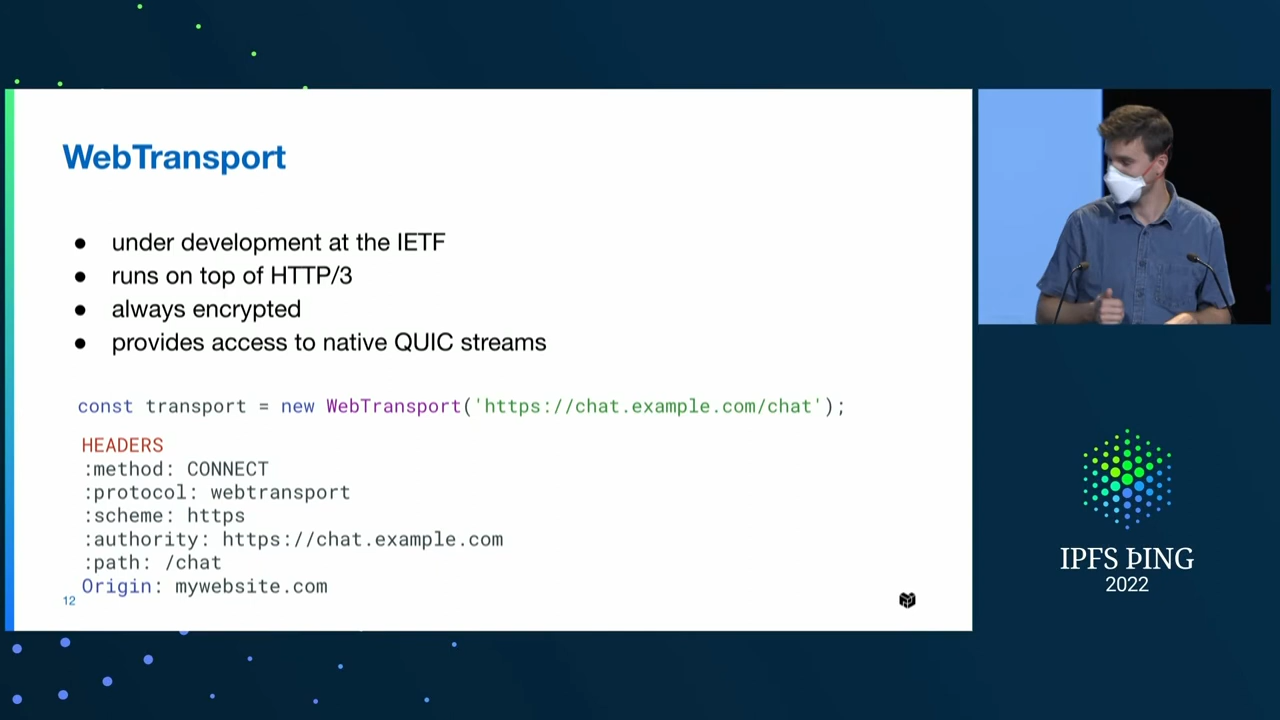 WebTransport
● under development at the IETF
● runs on top of HTTP/3
● always encrypted
● provides access to native QUIC streams
const transport = new WebTransport('https://chat.example.com/chat');
HEADERS
:method: CONNECT
:protocol: webtransport
:scheme: https
:authority: https://chat.example.com
:path: /chat
Origin: mywebsite.com
12
IPFS ÞING
2022